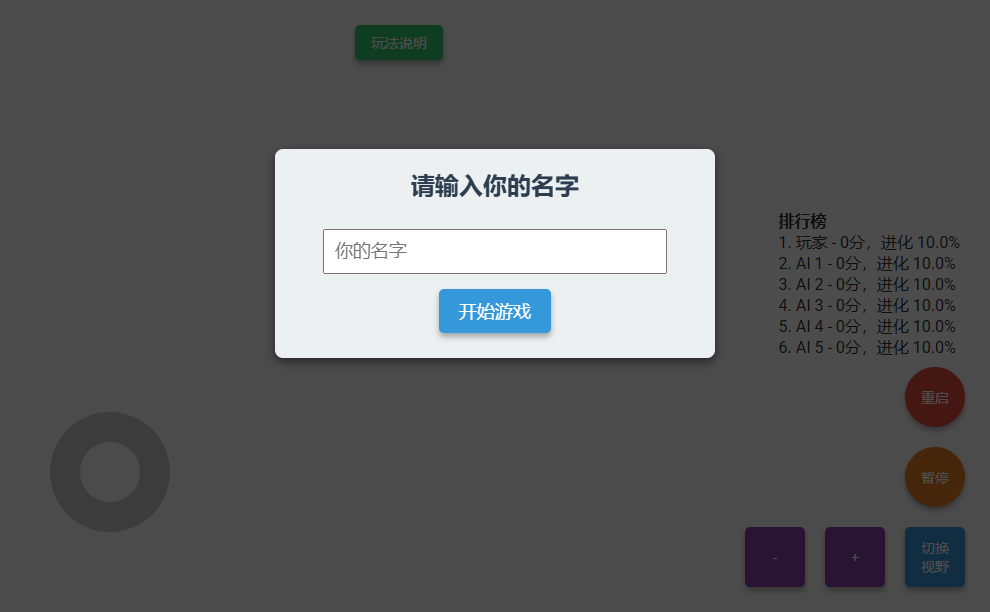 玩法说明
请输入你的名字
你的名字
开始游戏
排行榜
1. 玩家 - 0分，进化 10.0%
2. AI 1 - 0分，进化 10.0%
3. AI 2 - 0分，进化 10.0%
4. AI 3 - 0分，进化 10.0%
5. AI 4 - 0分，进化 10.0%
6. AI 5 - 0分，进化 10.0%
重启
暂停
-
+
切换
视野